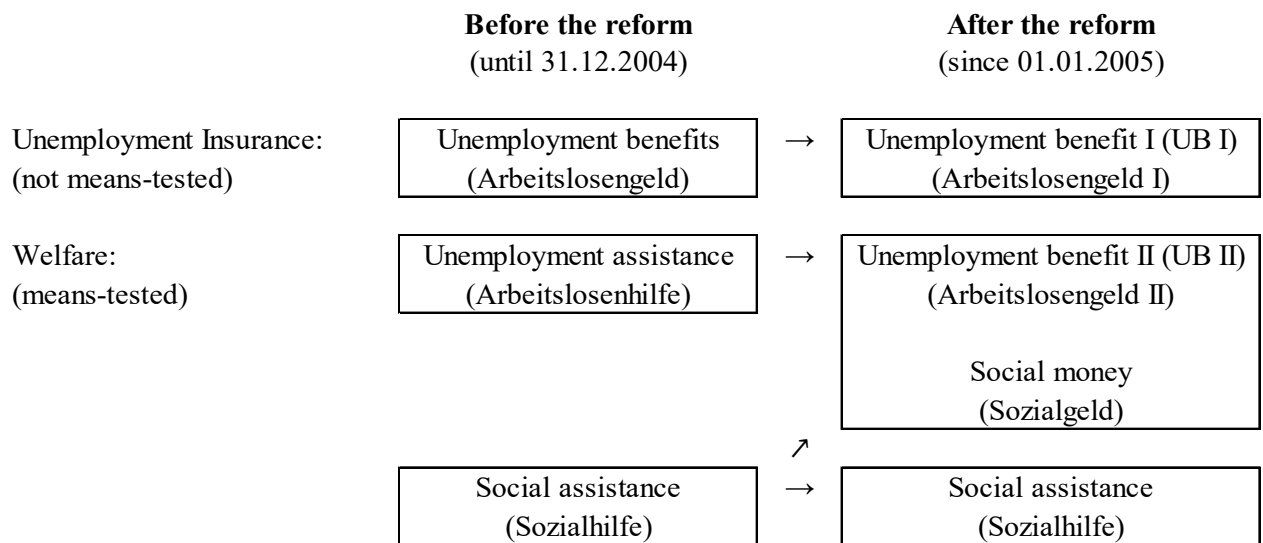 Before the reform After the reform
(until 31.12.2004) (since 01.01.2005)
Unemployment Insurance: Unemployment benefits → Unemployment benefit I (UB I)
(not means-tested) (Arbeitslosengeld) (Arbeitslosengeld I)
Welfare: Unemployment assistance → Unemployment benefit II (UB II)
(means-tested) (Arbeitslosenhilfe) (Arbeitslosengeld II)
Social money
(Sozialgeld)
↗
Social assistance → Social assistance
(Sozialhilfe) (Sozialhilfe)